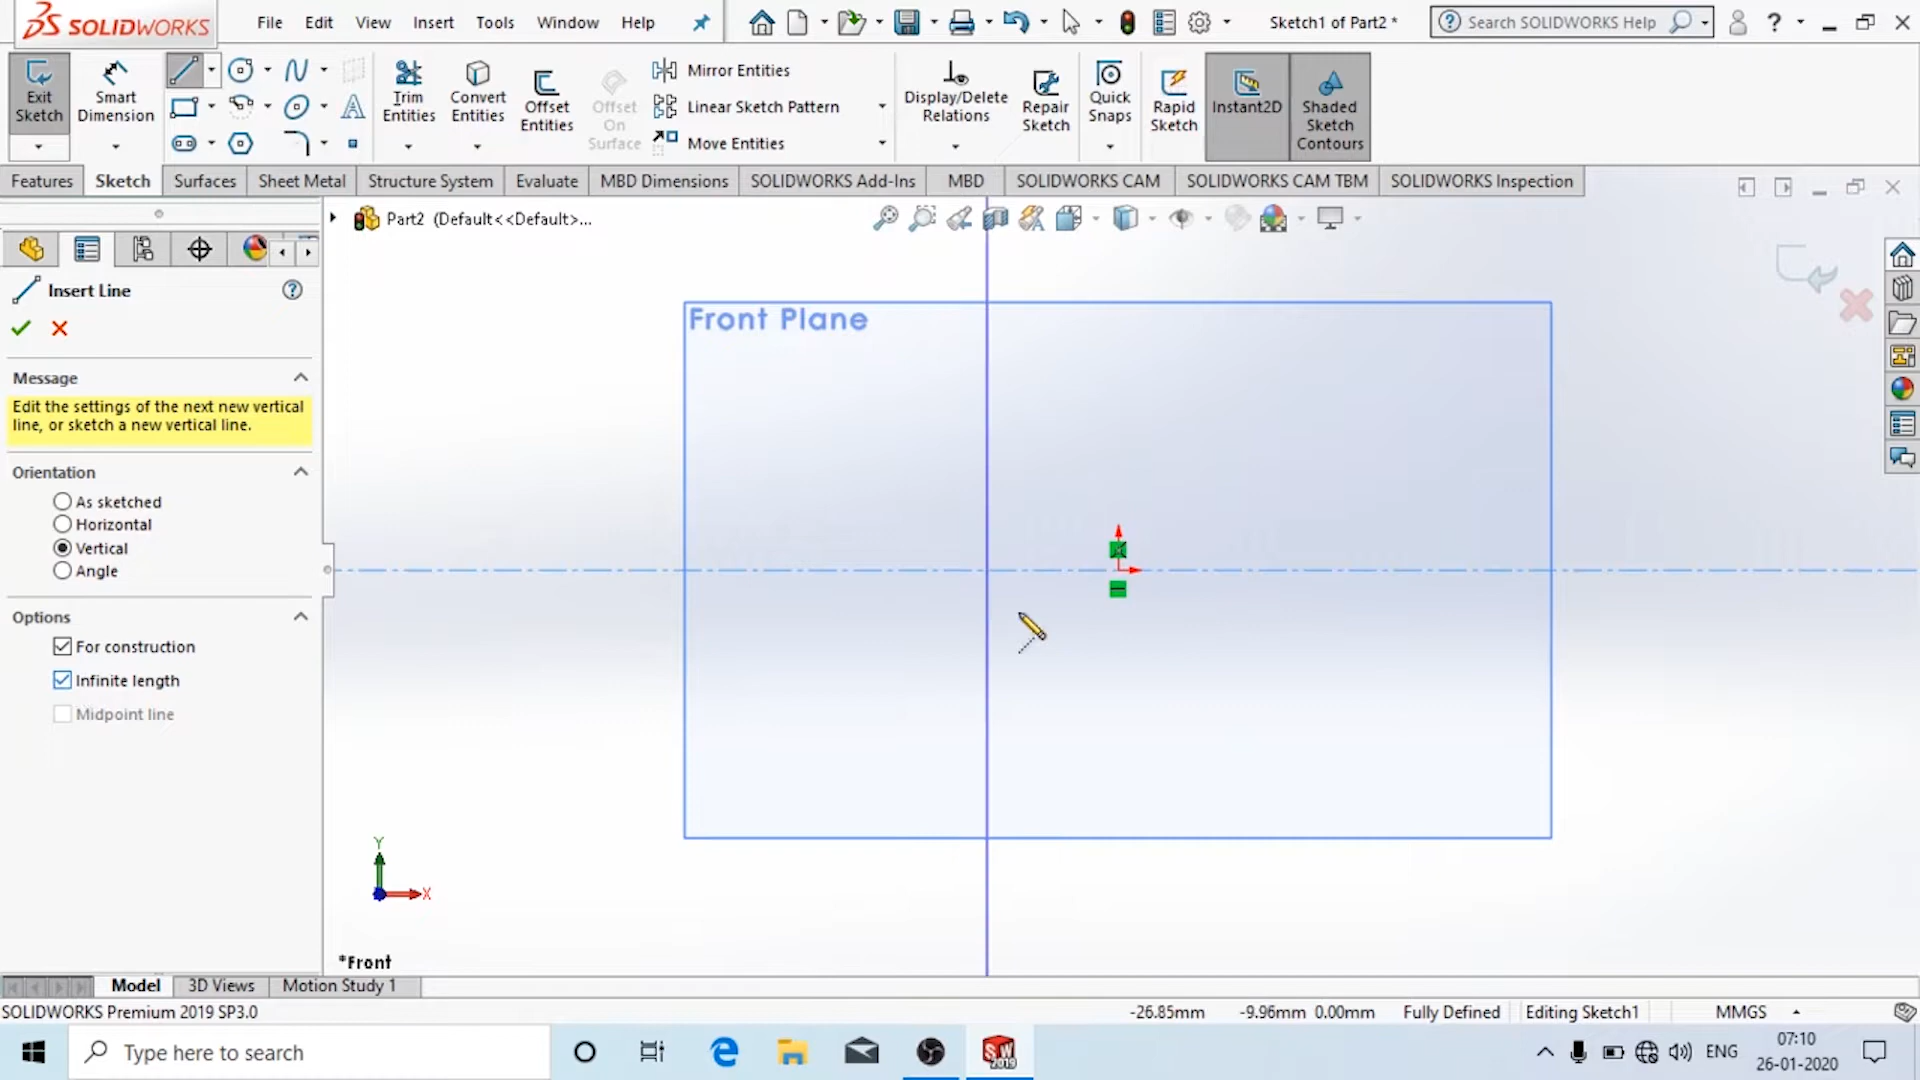 SOLIDWORKS
File Edit View Insert Tools Window Help
Sketch1 of Part2 *
Search SOLIDWORKS Help
Exit Sketch
Smart Dimension
Trim Entities
Convert Entities
Offset Entities
Offset On Surface
Mirror Entities
Linear Sketch Pattern
Move Entities
Display/Delete Relations
Repair Sketch
Quick Snaps
Rapid Sketch
Instant2D
Shaded Sketch Contours
Features Sketch Surfaces Sheet Metal Structure System Evaluate MBD Dimensions SOLIDWORKS Add-Ins MBD SOLIDWORKS CAM SOLIDWORKS CAM TBM SOLIDWORKS Inspection
Part2 (Default<<Default>...
Insert Line
Message
Edit the settings of the next new vertical
line, or sketch a new vertical line.
Orientation
As sketched
Horizontal
Vertical
Angle
Options
For construction
Infinite length
Midpoint line
Front Plane
Y
X
*Front
Model 3D Views Motion Study 1
SOLIDWORKS Premium 2019 SP3.0
-26.85mm -9.96mm 0.00mm Fully Defined Editing Sketch1 MMGS
Type here to search
SW
2019
ENG
07:10
26-01-2020